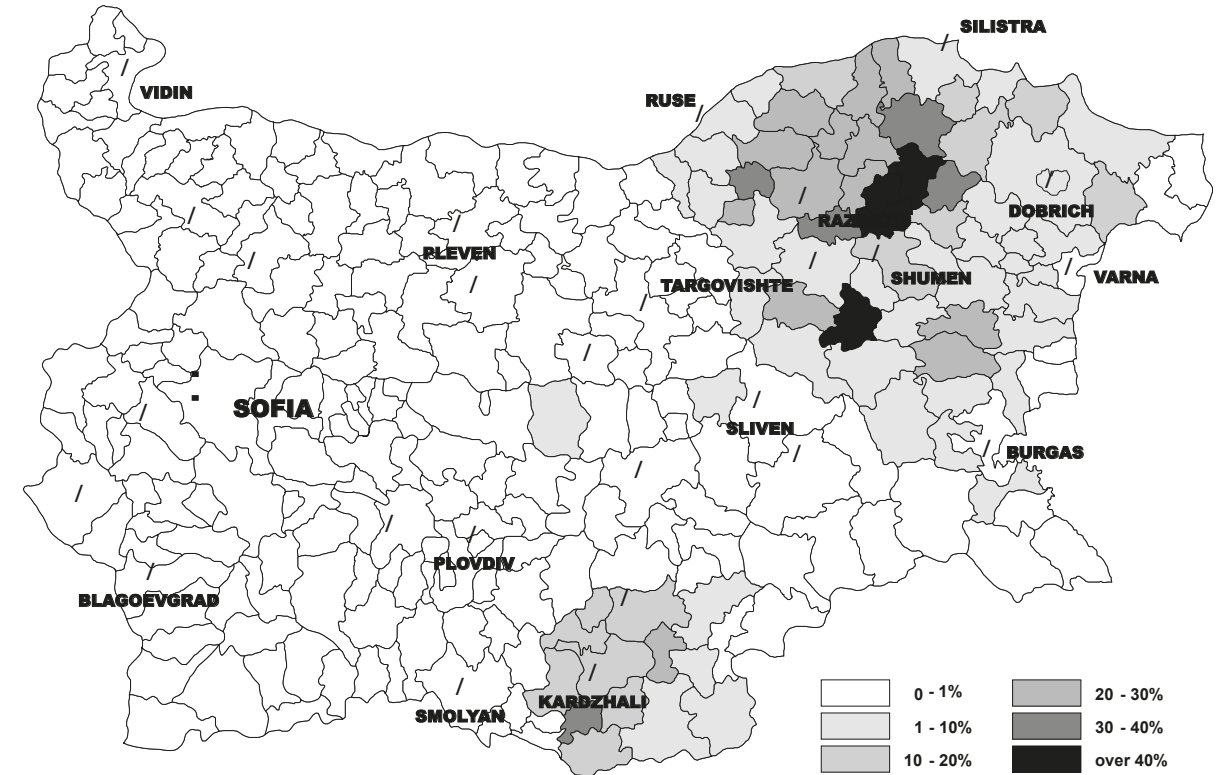 SILISTRA
VIDIN
RUSE
RAZ
DOBRICH
PLEVEN
TARGOVISHTE
SHUMEN
VARNA
SOFIA
SLIVEN
BURGAS
PLOVDIV
BLAGOEVGRAD
KARDZHALI
SMOLYAN
0 - 1%
20 - 30%
1 - 10%
30 - 40%
10 - 20%
over 40%